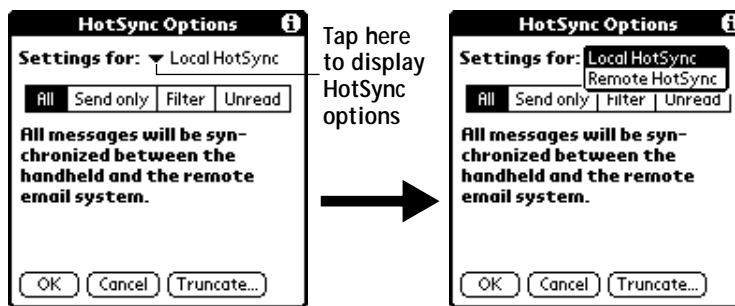 HotSync Options i
Settings for: Local HotSync
All Send only Filter Unread
All messages will be syn-
chronized between the
handheld and the remote
email system.
OK Cancel Truncate...
Tap here
to display
HotSync
options
HotSync Options i
Settings for: Local HotSync
Remote HotSync
All Send only Filter Unread
All messages will be syn-
chronized between the
handheld and the remote
email system.
OK Cancel Truncate...